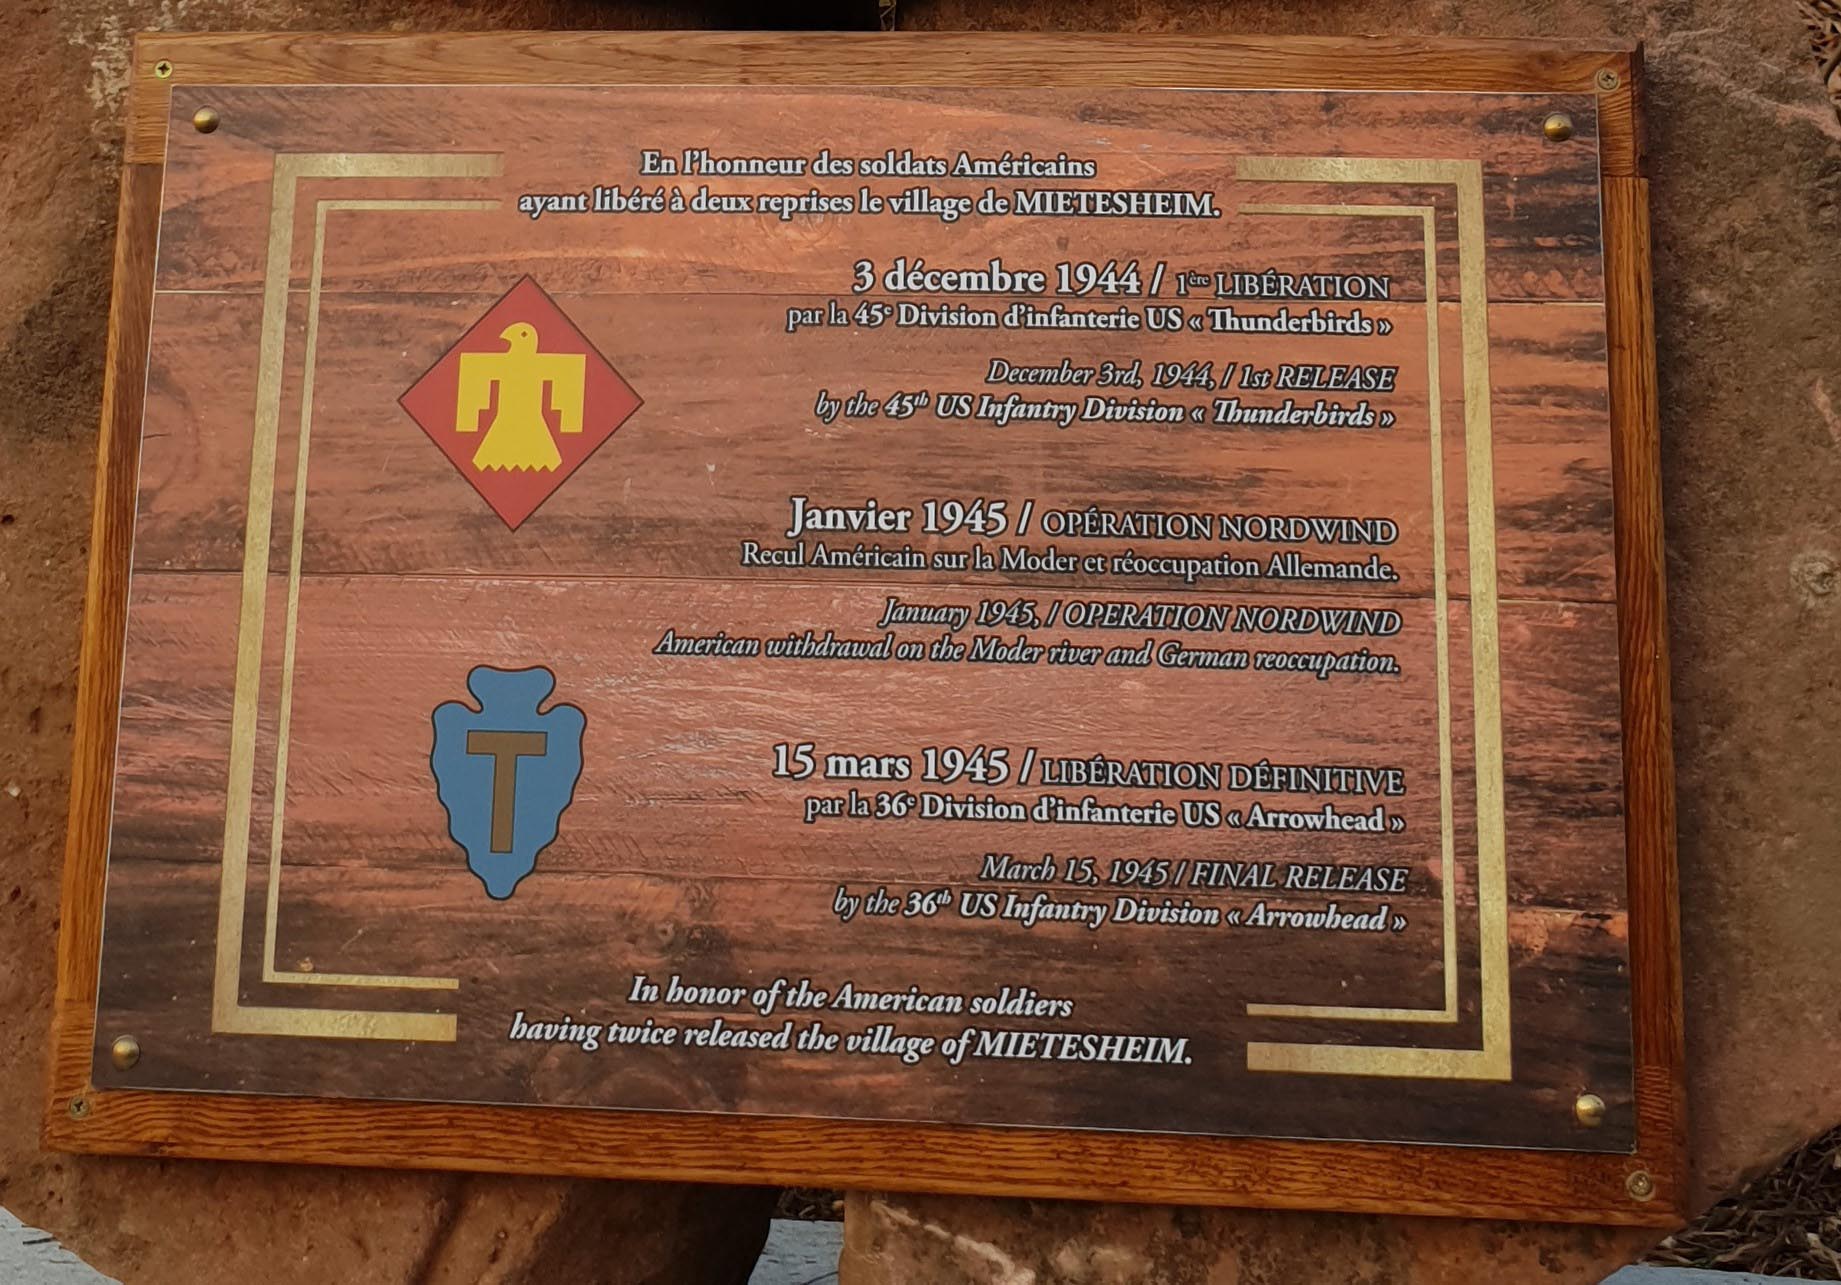 En l'honneur des soldats Américains
ayant libéré à deux reprises le village de MIETESHEIM.
3 décembre 1944 / 1ère LIBÉRATION
par la 45e Division d'infanterie US « Thunderbirds »
December 3rd, 1944, / 1st RELEASE
by the 45th US Infantry Division « Thunderbirds »
Janvier 1945 / OPÉRATION NORDWIND
Recul Américain sur la Moder et réoccupation Allemande.
January 1945, / OPERATION NORDWIND
American withdrawal on the Moder river and German reoccupation.
T
15 mars 1945 / LIBÉRATION DÉFINITIVE
par la 36e Division d'infanterie US « Arrowhead »
March 15, 1945 / FINAL RELEASE
by the 36th US Infantry Division « Arrowhead »
In honor of the American soldiers
having twice released the village of MIETESHEIM.